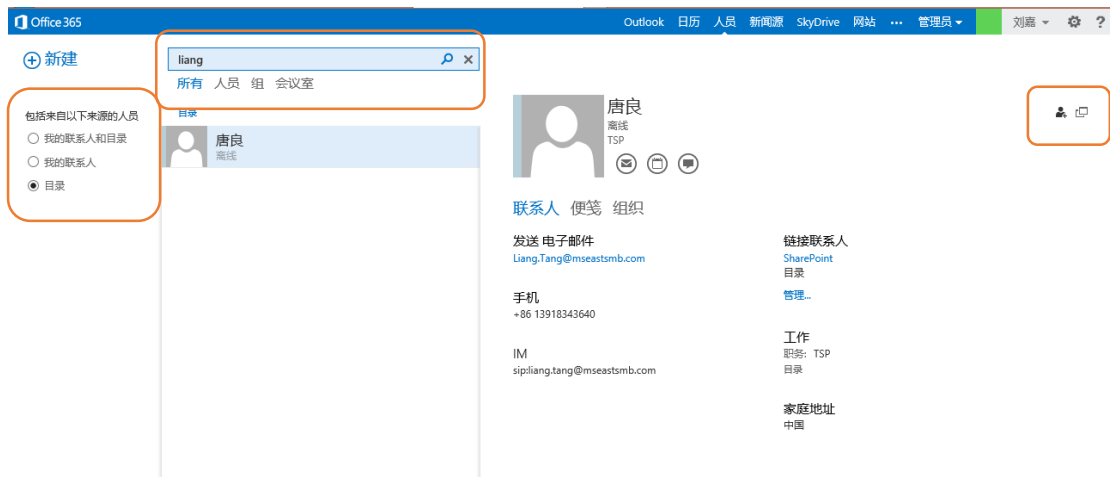 Office 365
Outlook 日历 人员 新闻源 SkyDrive 网站 ··· 管理员 刘嘉 ?
新建
liang
所有 人员 组 会议室
包括来自以下来源的人员
我的联系人和目录
我的联系人
目录
目录
唐良
离线
唐良
离线
TSP
联系人 便笺 组织
发送 电子邮件
Liang.Tang@mseastsmb.com
手机
+86 13918343640
IM
sip:liang.tang@mseastsmb.com
链接联系人
SharePoint
目录
管理...
工作
职务: TSP
目录
家庭地址
中国